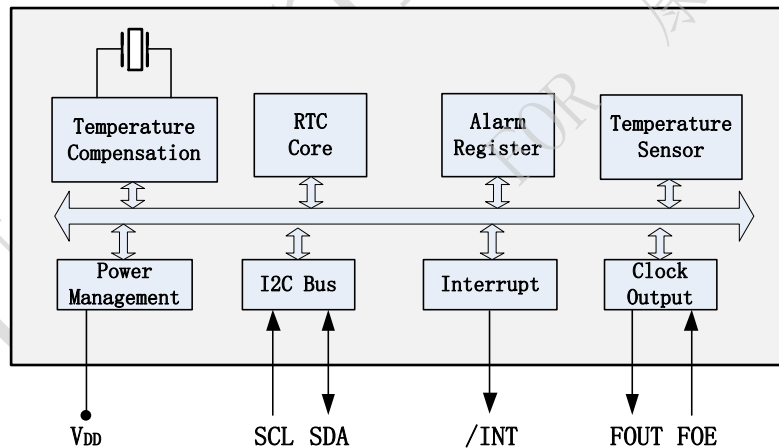 Temperature
Compensation
RTC
Core
Alarm
Register
Temperature
Sensor
Power
Management
I2C Bus
Interrupt
Clock
Output
VDD
SCL SDA
/INT
FOUT FOE
FOR